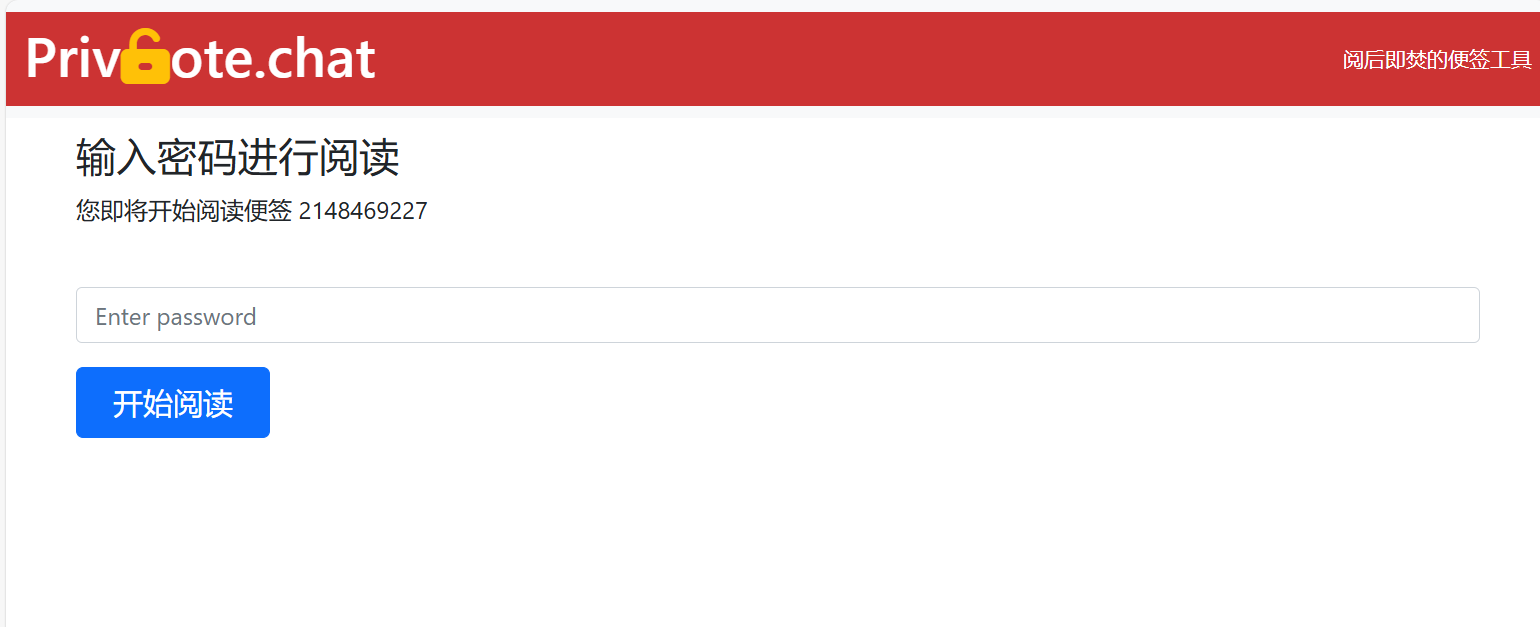 Priv🔓ote.chat
阅后即焚的便签工具
输入密码进行阅读
您即将开始阅读便签 2148469227
Enter password
开始阅读